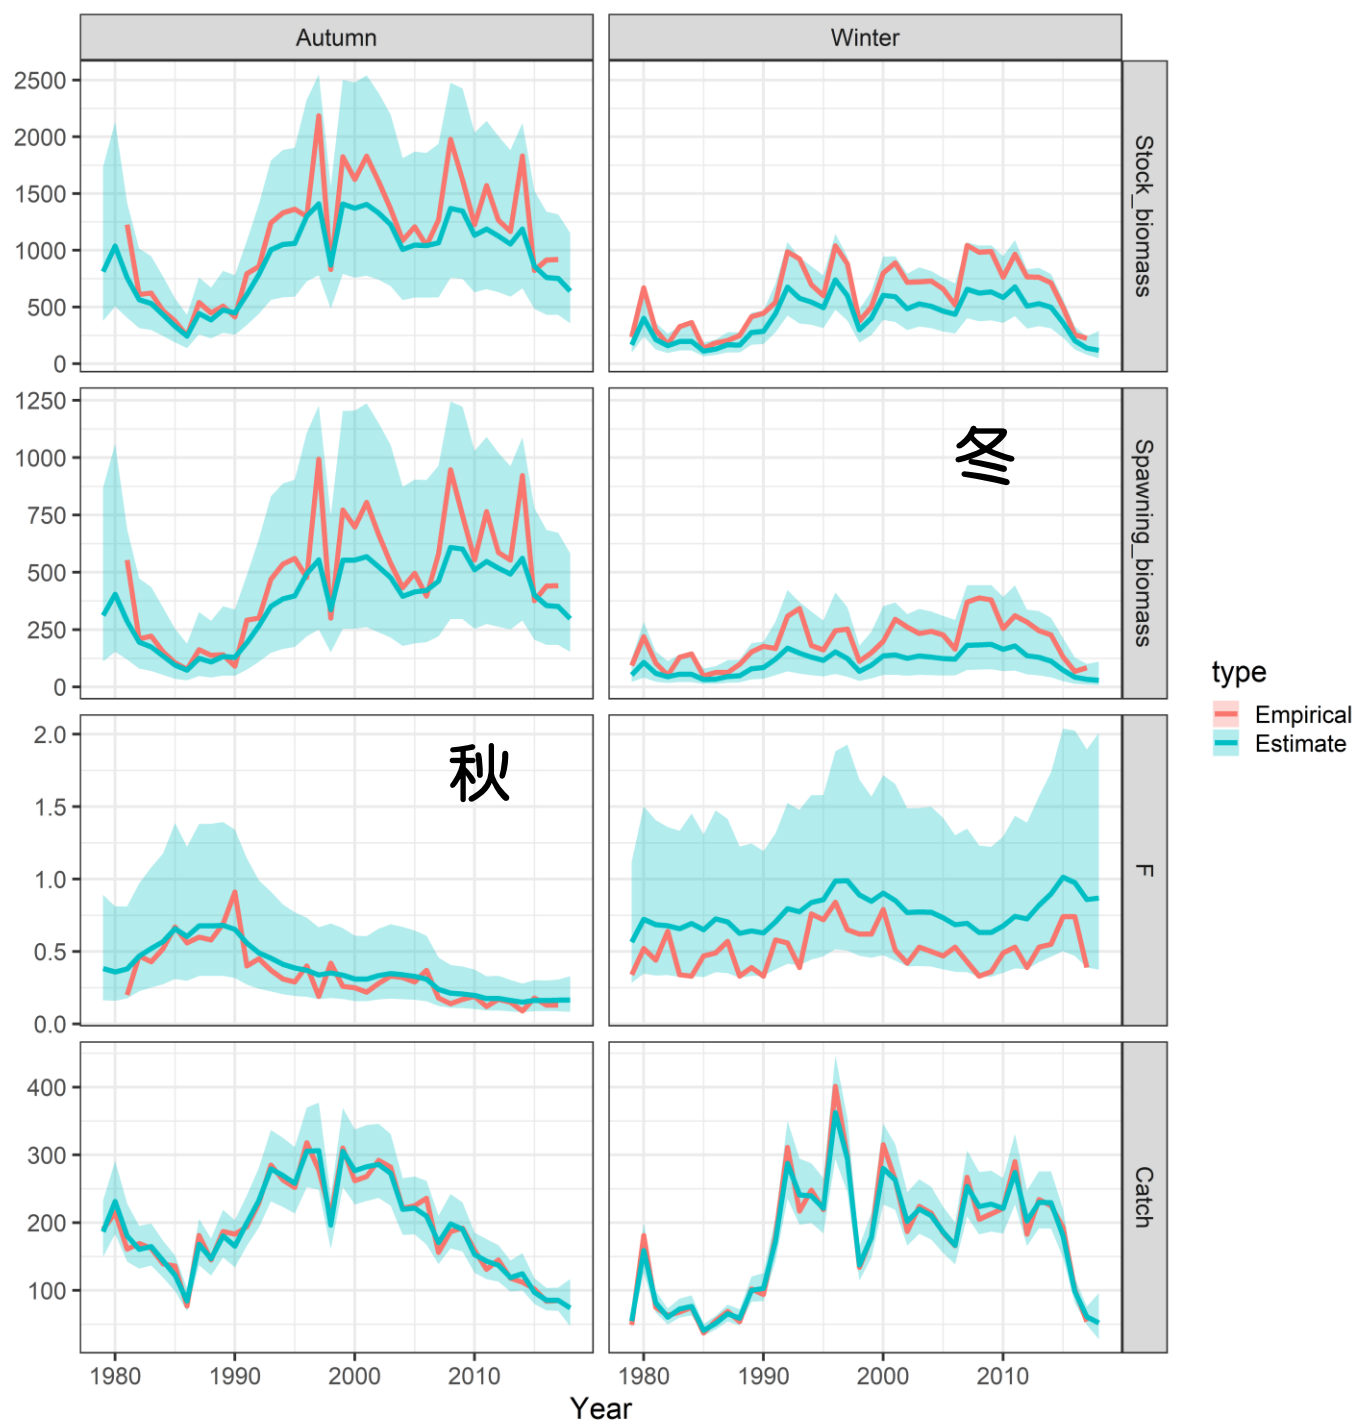 Autumn Winter
2500
2000
1500
1000
500
0
Stock_biomass
1250
1000
750
500
250
0
冬
Spawning_biomass
2.0
1.5
1.0
0.5
0.0
秋
F
400
300
200
100
Catch
1980 1990 2000 2010 1980 1990 2000 2010
Year
type
Empirical
Estimate